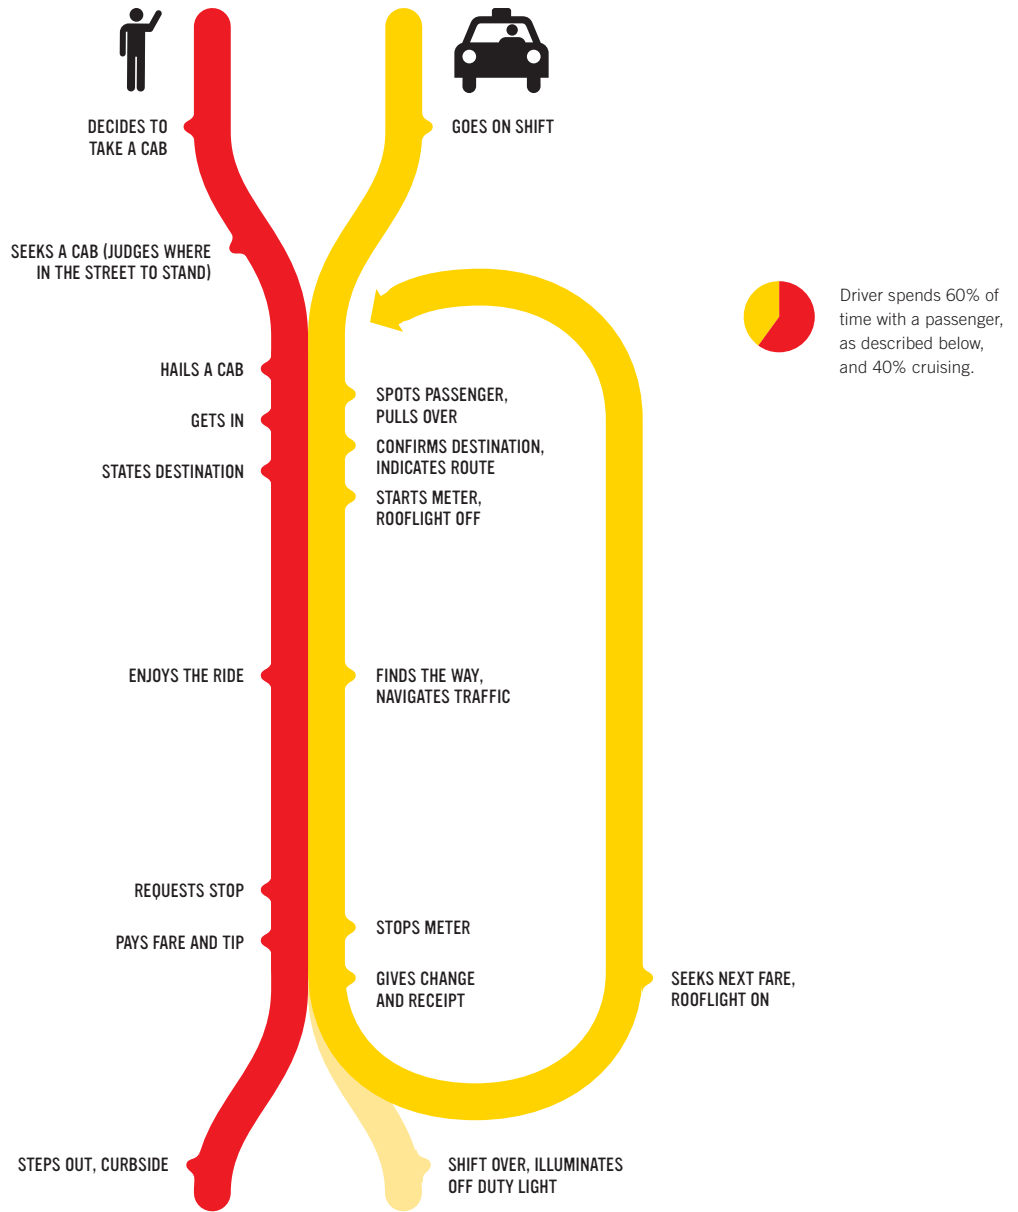 DECIDES TO
TAKE A CAB
GOES ON SHIFT
SEEKS A CAB (JUDGES WHERE
IN THE STREET TO STAND)
Driver spends 60% of
time with a passenger,
as described below,
and 40% cruising.
HAILS A CAB
SPOTS PASSENGER,
PULLS OVER
GETS IN
CONFIRMS DESTINATION,
INDICATES ROUTE
STATES DESTINATION
STARTS METER,
ROOFLIGHT OFF
ENJOYS THE RIDE
FINDS THE WAY,
NAVIGATES TRAFFIC
REQUESTS STOP
STOPS METER
PAYS FARE AND TIP
GIVES CHANGE
AND RECEIPT
SEEKS NEXT FARE,
ROOFLIGHT ON
STEPS OUT, CURBSIDE
SHIFT OVER, ILLUMINATES
OFF DUTY LIGHT